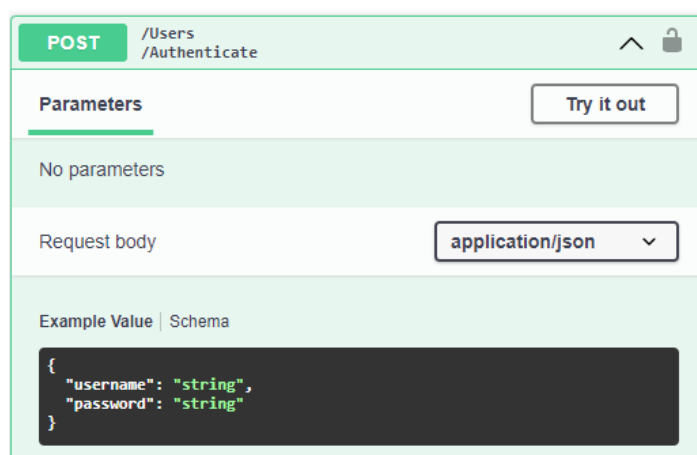 POST /Users
/Authenticate
Parameters
Try it out
No parameters
Request body
application/json
Example Value | Schema
{
"username": "string",
"password": "string"
}